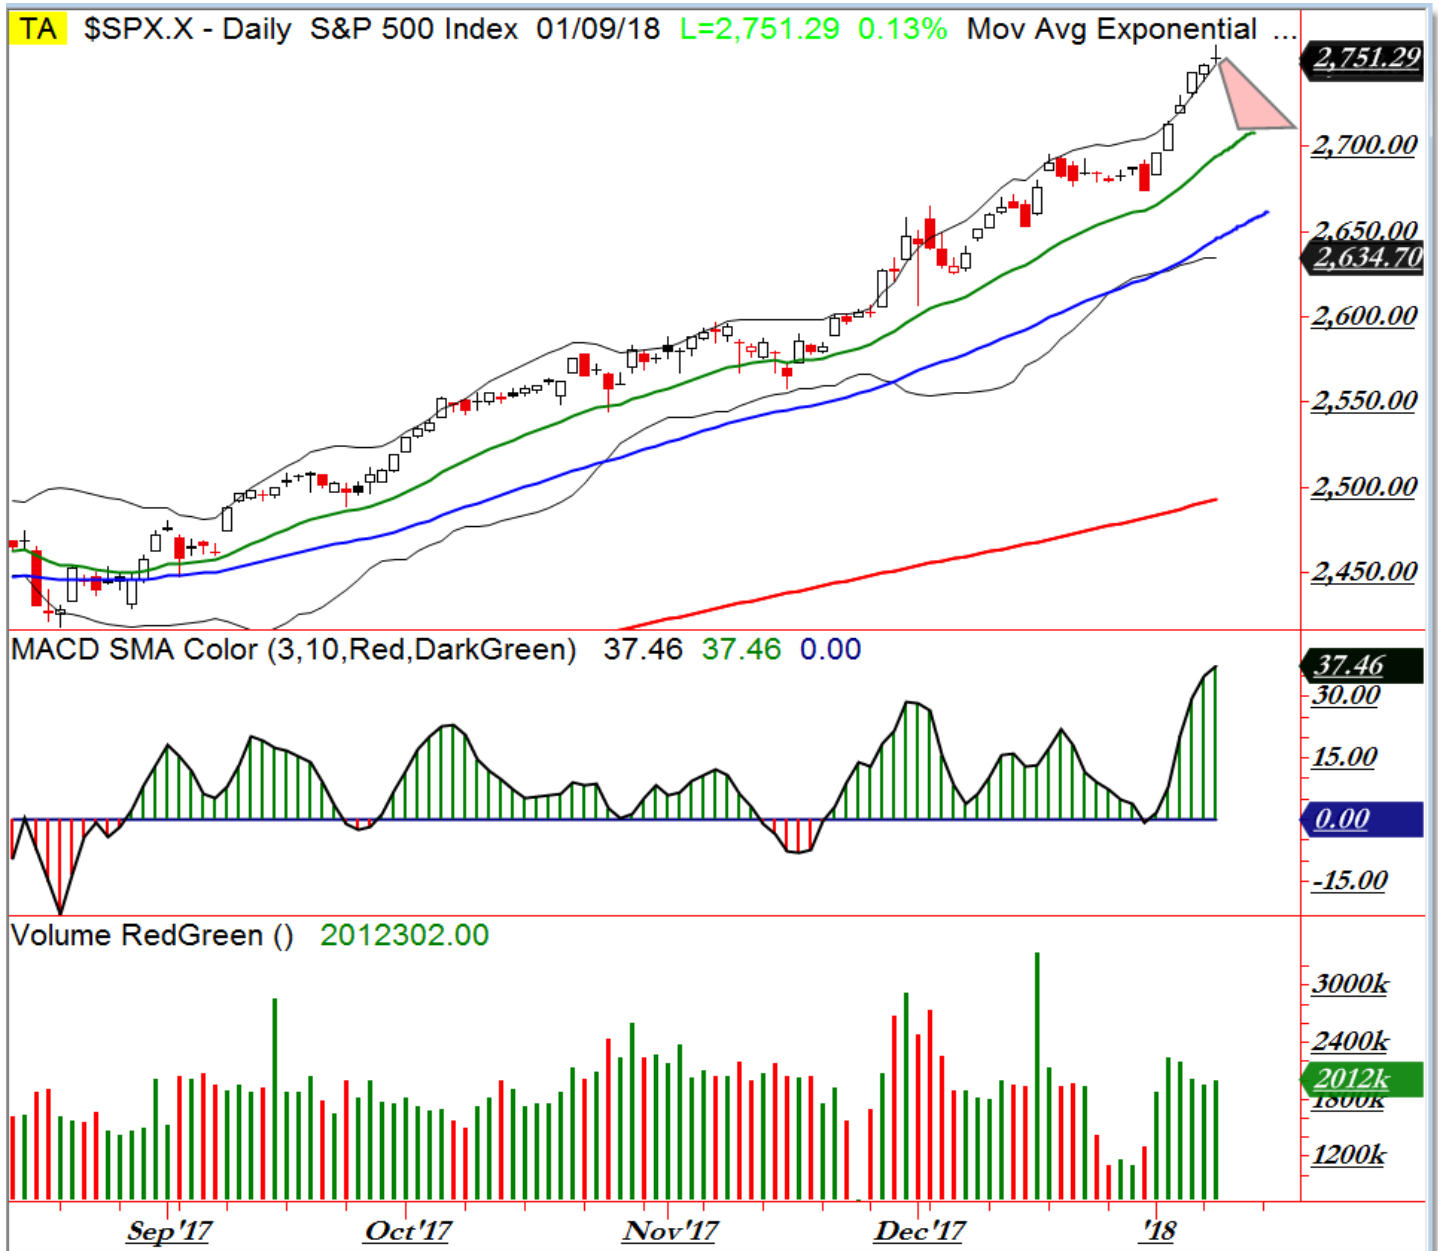 TA $SPX.X - Daily S&P 500 Index 01/09/18 L=2,751.29 0.13% Mov Avg Exponential ...
2,751.29
2,700.00
2,650.00
2,634.70
2,600.00
2,550.00
2,500.00
2,450.00
MACD SMA Color (3,10,Red,DarkGreen) 37.46 37.46 0.00
37.46
30.00
15.00
0.00
-15.00
Volume RedGreen () 2012302.00
3000k
2400k
2012k
1800k
1200k
Sep'17 Oct'17 Nov'17 Dec'17 '18